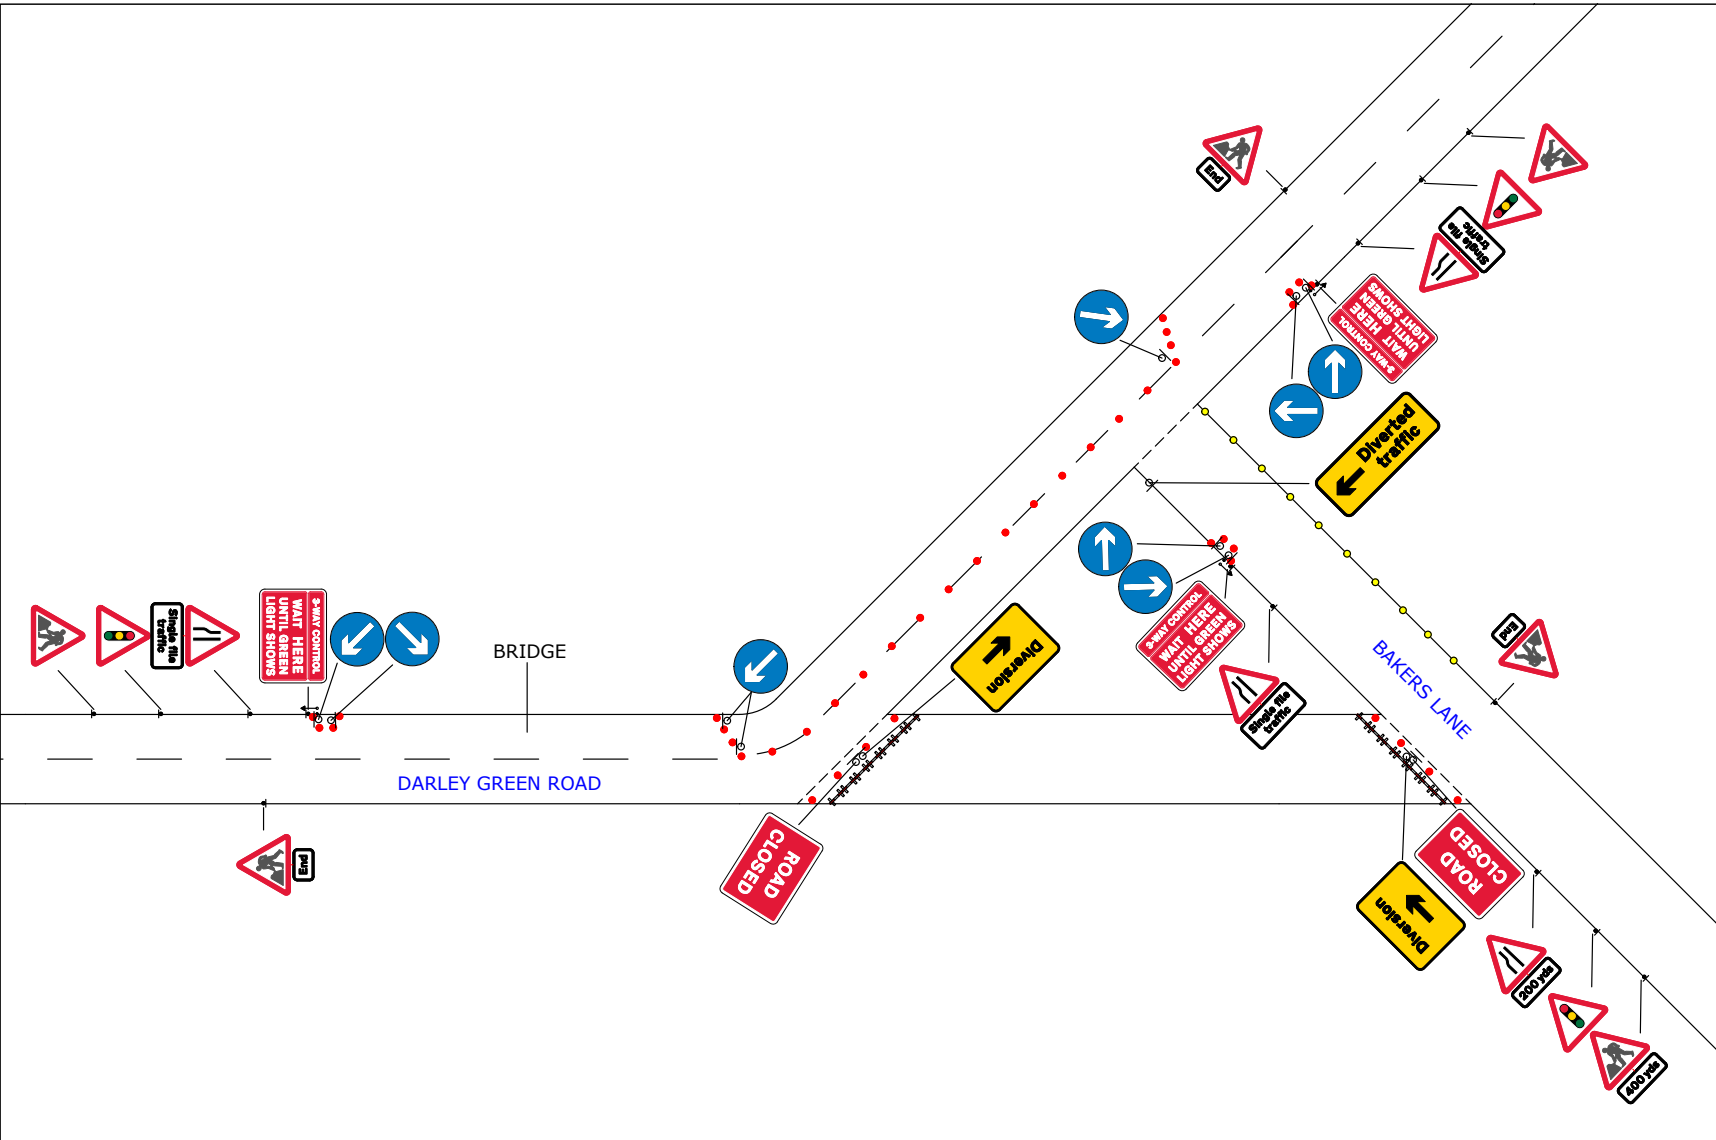 End
Single file
traffic
3-WAY CONTROL
WAIT HERE
UNTIL GREEN
LIGHT SHOWS
Diverted
traffic
Single file
traffic
3-WAY CONTROL
WAIT HERE
UNTIL GREEN
LIGHT SHOWS
BRIDGE
DARLEY GREEN ROAD
End
Diversion
3-WAY CONTROL
WAIT HERE
UNTIL GREEN
LIGHT SHOWS
Single file
traffic
End
BAKERS LANE
ROAD
CLOSED
ROAD
CLOSED
Diversion
200 yds
400 yds